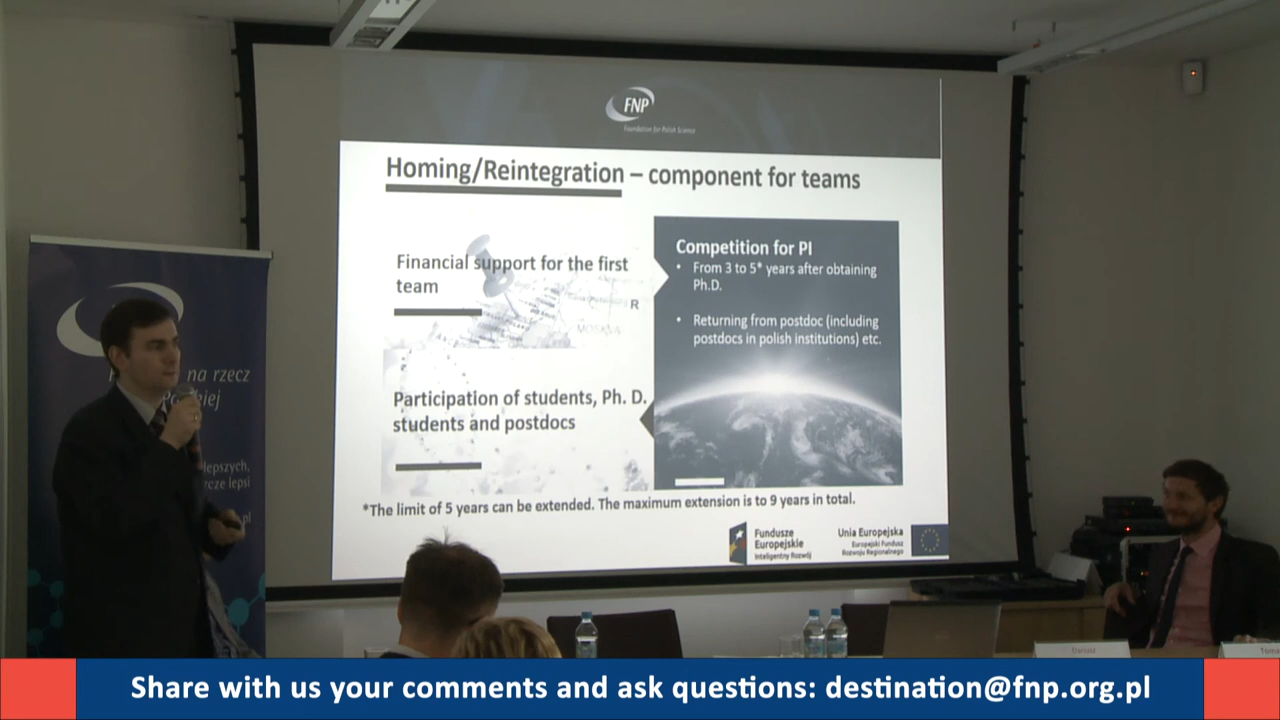 FNP
Foundation for Polish Science
Homing/Reintegration – component for teams
Financial support for the first
team
R
MOSKWA
Competition for PI
• From 3 to 5* years after obtaining
Ph.D.
• Returning from postdoc (including
postdocs in polish institutions) etc.
Participation of students, Ph. D.
students and postdocs
*The limit of 5 years can be extended. The maximum extension is to 9 years in total.
Fundusze
Europejskie
Inteligentny Rozwój
Unia Europejska
Europejski Fundusz
Rozwoju Regionalnego
na rzecz
lepszych,
lepsi
Dariusz
Share with us your comments and ask questions: destination@fnp.org.pl